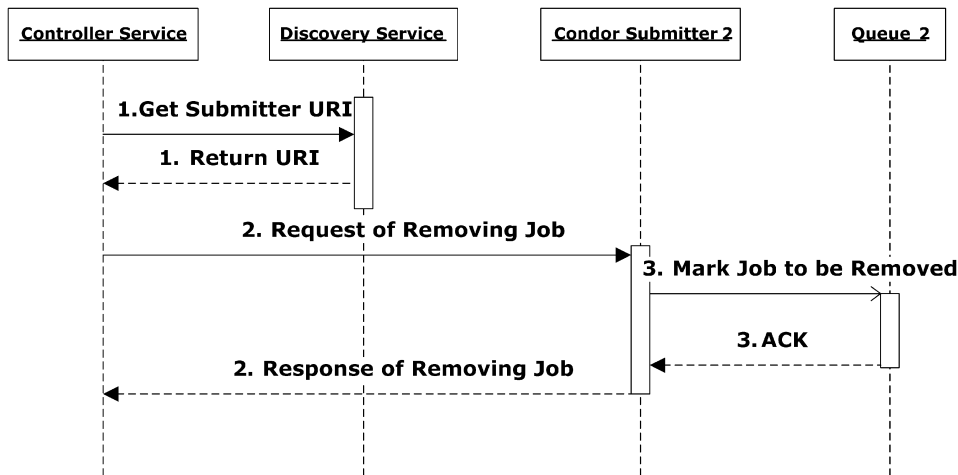 Controller Service
Discovery Service
Condor Submitter 2
Queue 2
1.Get Submitter URI
1. Return URI
2. Request of Removing Job
3. Mark Job to be Removed
3. ACK
2. Response of Removing Job